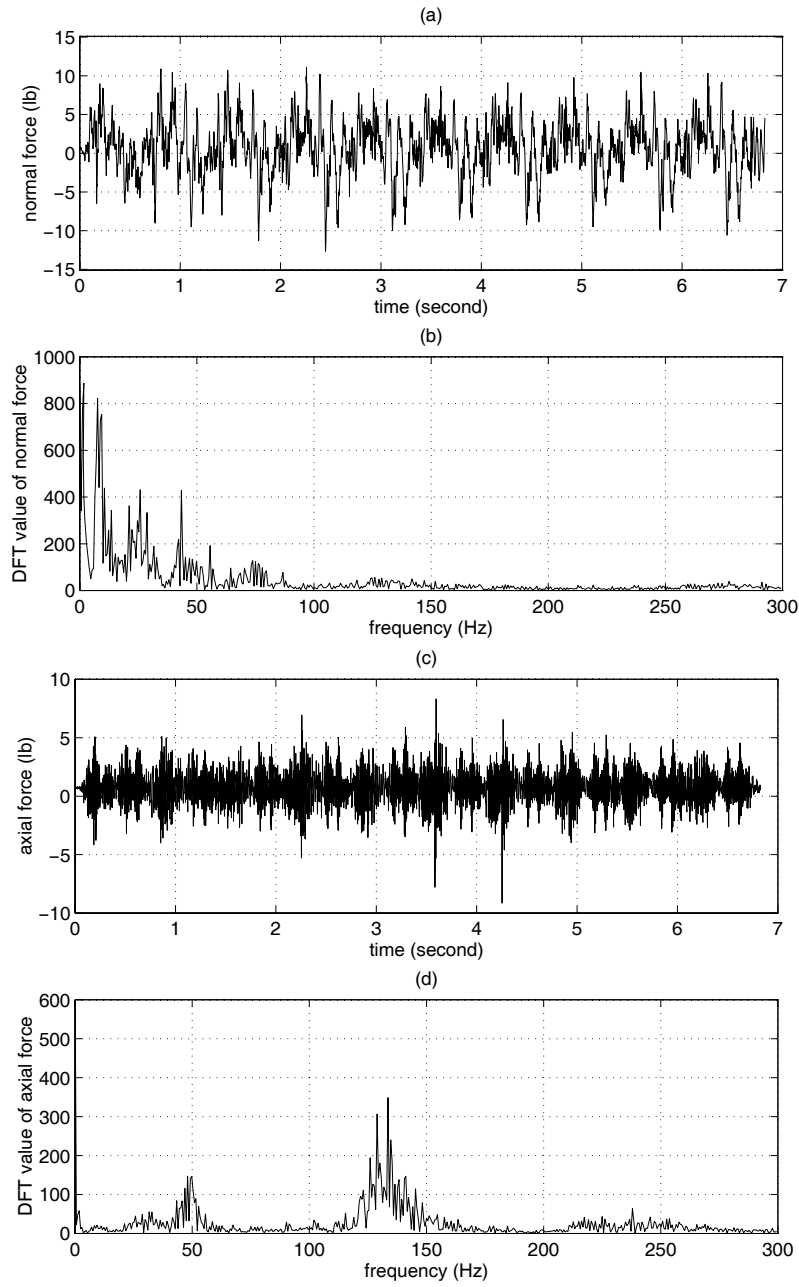 (a)
15
10
5
0
−5
−10
−15
normal force (lb)
0 1 2 3 4 5 6 7
time (second)
(b)
1000
800
600
400
200
0
DFT value of normal force
0 50 100 150 200 250 300
frequency (Hz)
(c)
10
5
0
−5
−10
axial force (lb)
0 1 2 3 4 5 6 7
time (second)
(d)
600
500
400
300
200
100
0
DFT value of axial force
0 50 100 150 200 250 300
frequency (Hz)